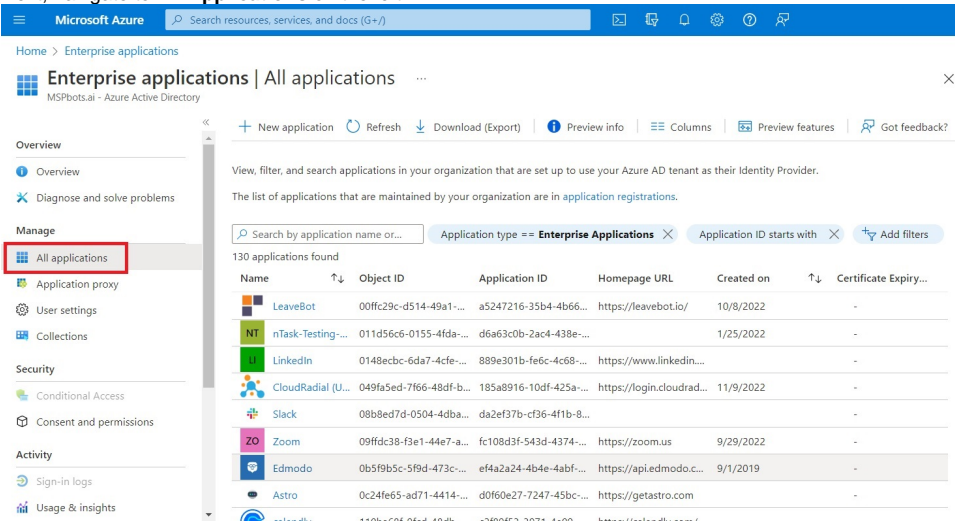 Microsoft Azure
Search resources, services, and docs (G+/)
Home > Enterprise applications
Enterprise applications | All applications ...
MSPbots.ai - Azure Active Directory
New application Refresh Download (Export) Preview info Columns Preview features Got feedback?
Overview
Overview
Diagnose and solve problems
Manage
All applications
Application proxy
User settings
Collections
Security
Conditional Access
Consent and permissions
Activity
Sign-in logs
Usage & insights
View, filter, and search applications in your organization that are set up to use your Azure AD tenant as their Identity Provider.
The list of applications that are maintained by your organization are in application registrations.
Search by application name or... Application type == Enterprise Applications Application ID starts with Add filters
130 applications found
Name Object ID Application ID Homepage URL Created on Certificate Expiry...
LeaveBot 00ffc29c-d514-49a1-... a5247216-35b4-4b66... https://leavebot.io/ 10/8/2022 -
NT nTask-Testing-... 011d56c6-0155-4fda-... d6a63c0b-2ac4-438e-... 1/25/2022 -
LI LinkedIn 0148ecbc-6da7-4cfe-... 889e301b-fe6c-4c68-... https://www.linkedin.... -
CloudRadial (U... 049fa5ed-7f66-48df-b... 185a8916-10df-425a-... https://login.cloudrad... 11/9/2022 -
Slack 08b8ed7d-0504-4dba... da2ef37b-cf36-4f1b-8... -
ZO Zoom 09ffdc38-f3e1-44e7-a... fc108d3f-543d-4374-... https://zoom.us 9/29/2022 -
Edmodo 0b5f9b5c-5f9d-473c-... ef4a2a24-4b4e-4abf-... https://api.edmodo.c... 9/1/2019 -
Astro 0c24fe65-ad71-4414-... d0f60e27-7247-45bc-... https://getastro.com -